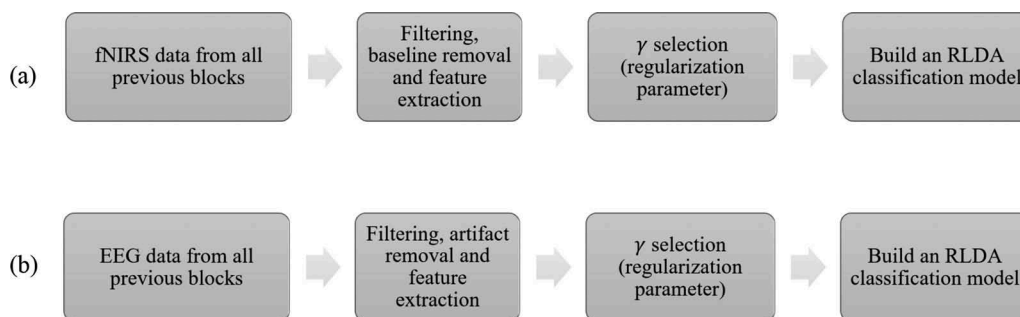 (a)
fNIRS data from all
previous blocks
Filtering,
baseline removal
and feature
extraction
γ selection
(regularization
parameter)
Build an RLDA
classification model
(b)
EEG data from all
previous blocks
Filtering, artifact
removal and
feature
extraction
γ selection
(regularization
parameter)
Build an RLDA
classification model